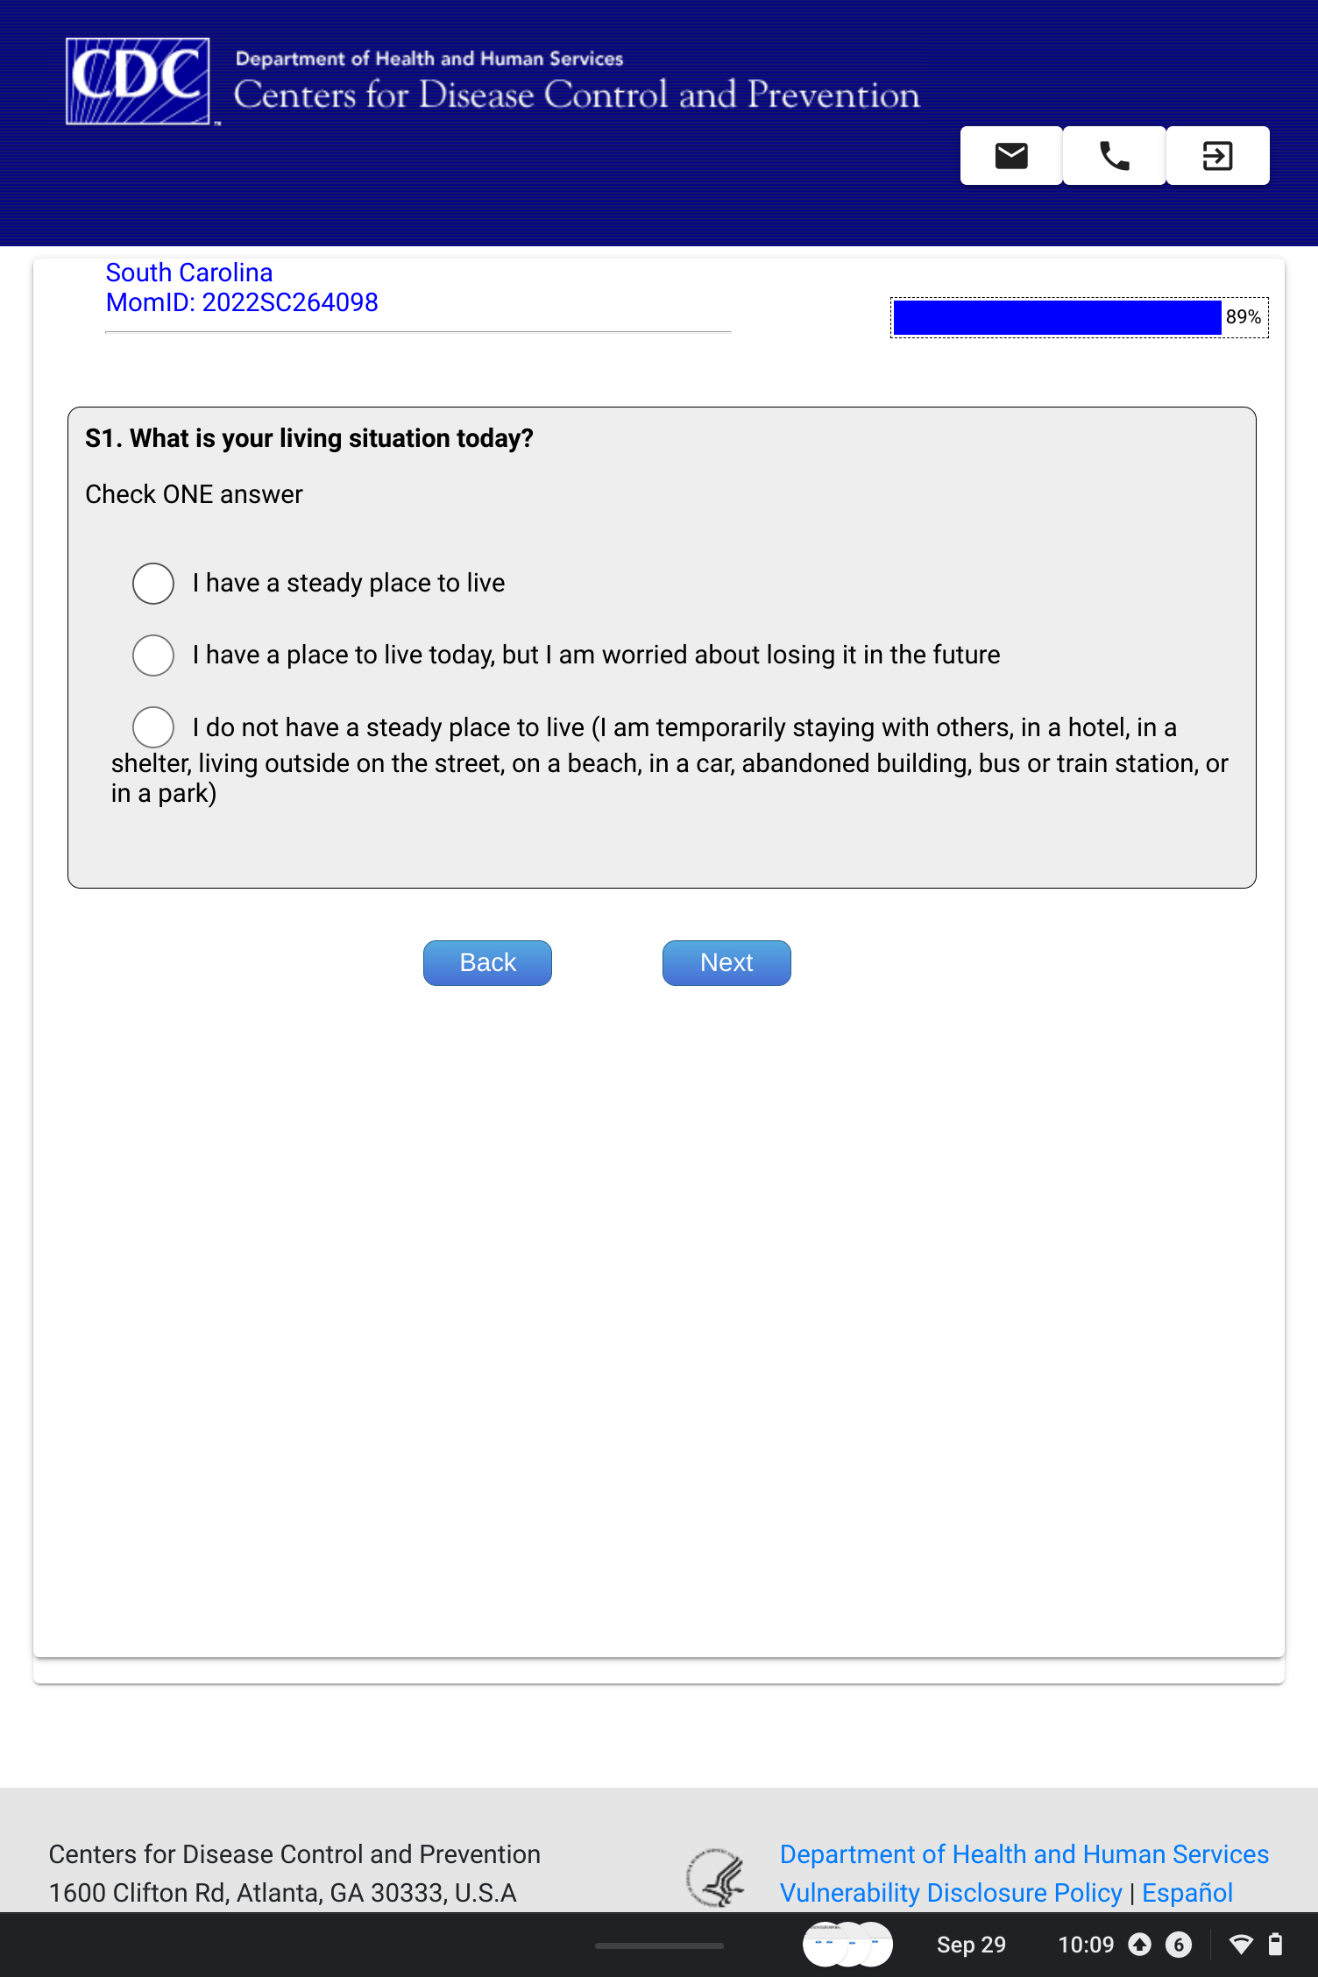 CDC
Department of Health and Human Services
Centers for Disease Control and Prevention
South Carolina
MomID: 2022SC264098
89%
S1. What is your living situation today?
Check ONE answer
I have a steady place to live
I have a place to live today, but I am worried about losing it in the future
I do not have a steady place to live (I am temporarily staying with others, in a hotel, in a
shelter, living outside on the street, on a beach, in a car, abandoned building, bus or train station, or
in a park)
Back
Next
Centers for Disease Control and Prevention
1600 Clifton Rd, Atlanta, GA 30333, U.S.A
Department of Health and Human Services
Vulnerability Disclosure Policy | Español
Sep 29 10:09 6